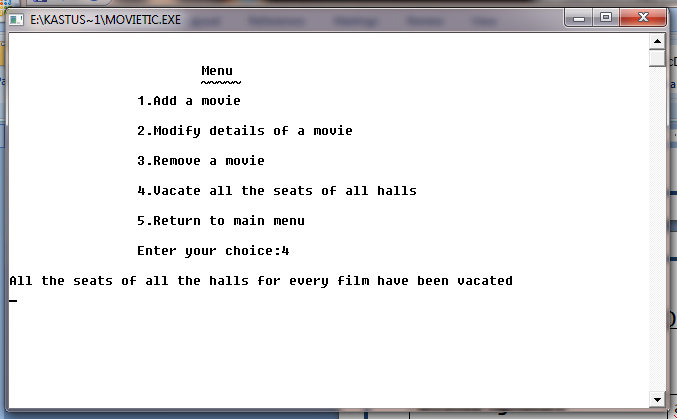 E:\KASTUS~1\MOVIETIC.EXE
Menu
~~~~~
1.Add a movie
2.Modify details of a movie
3.Remove a movie
4.Vacate all the seats of all halls
5.Return to main menu
Enter your choice:4
All the seats of all the halls for every film have been vacated
_